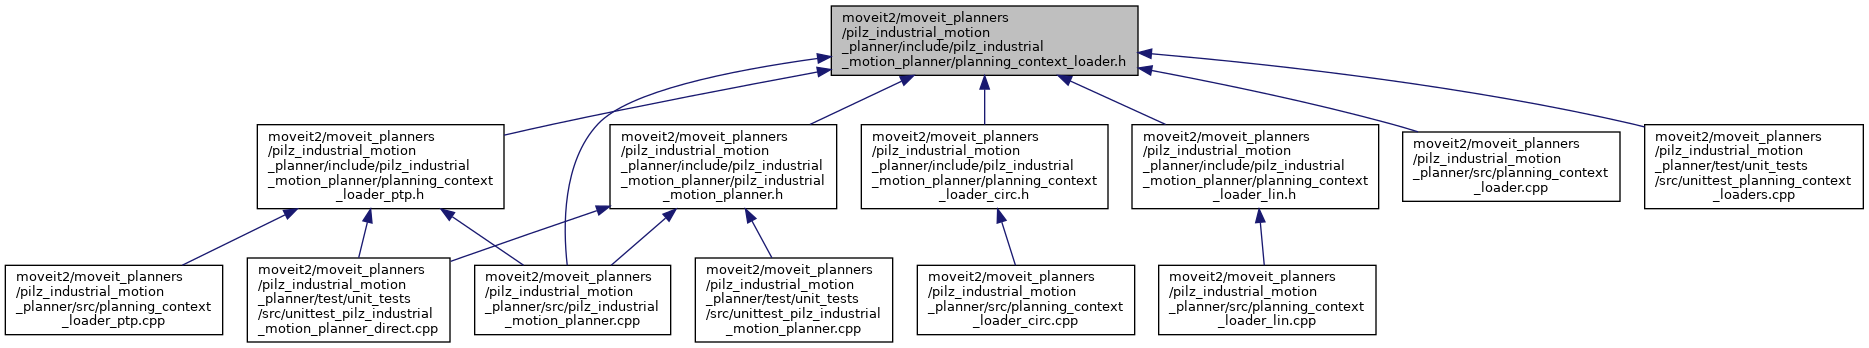 moveit2/moveit_planners
/pilz_industrial_motion
_planner/include/pilz_industrial
_motion_planner/planning_context_loader.h
moveit2/moveit_planners
/pilz_industrial_motion
_planner/include/pilz_industrial
_motion_planner/planning_context
_loader_ptp.h
moveit2/moveit_planners
/pilz_industrial_motion
_planner/include/pilz_industrial
_motion_planner/pilz_industrial
_motion_planner.h
moveit2/moveit_planners
/pilz_industrial_motion
_planner/include/pilz_industrial
_motion_planner/planning_context
_loader_circ.h
moveit2/moveit_planners
/pilz_industrial_motion
_planner/include/pilz_industrial
_motion_planner/planning_context
_loader_lin.h
moveit2/moveit_planners
/pilz_industrial_motion
_planner/src/planning_context
_loader.cpp
moveit2/moveit_planners
/pilz_industrial_motion
_planner/test/unit_tests
/src/unittest_planning_context
_loaders.cpp
moveit2/moveit_planners
/pilz_industrial_motion
_planner/src/planning_context
_loader_ptp.cpp
moveit2/moveit_planners
/pilz_industrial_motion
_planner/test/unit_tests
/src/unittest_pilz_industrial
_motion_planner_direct.cpp
moveit2/moveit_planners
/pilz_industrial_motion
_planner/src/pilz_industrial
_motion_planner.cpp
moveit2/moveit_planners
/pilz_industrial_motion
_planner/test/unit_tests
/src/unittest_pilz_industrial
_motion_planner.cpp
moveit2/moveit_planners
/pilz_industrial_motion
_planner/src/planning_context
_loader_circ.cpp
moveit2/moveit_planners
/pilz_industrial_motion
_planner/src/planning_context
_loader_lin.cpp